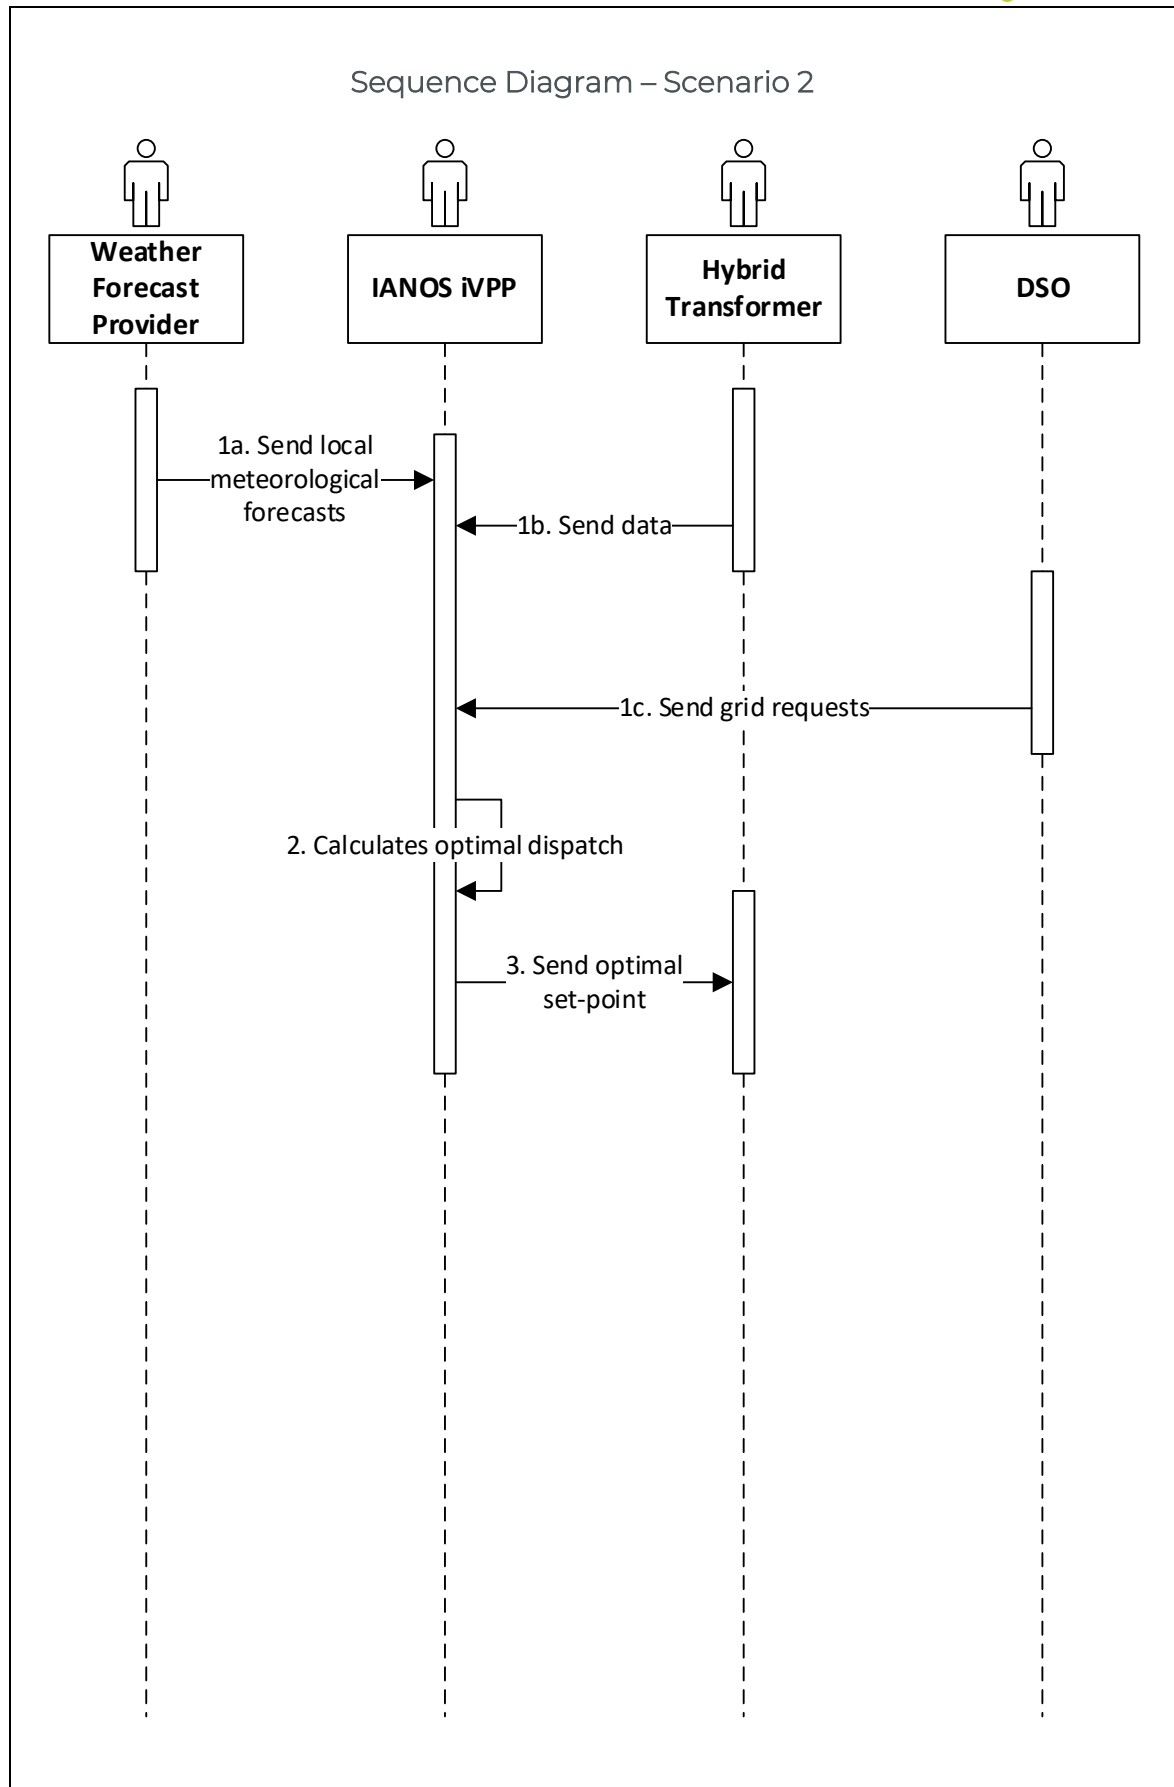 Sequence Diagram – Scenario 2
Weather
Forecast
Provider
IANOS iVPP
Hybrid
Transformer
DSO
1a. Send local
meteorological
forecasts
1b. Send data
1c. Send grid requests
2. Calculates optimal dispatch
3. Send optimal
set-point